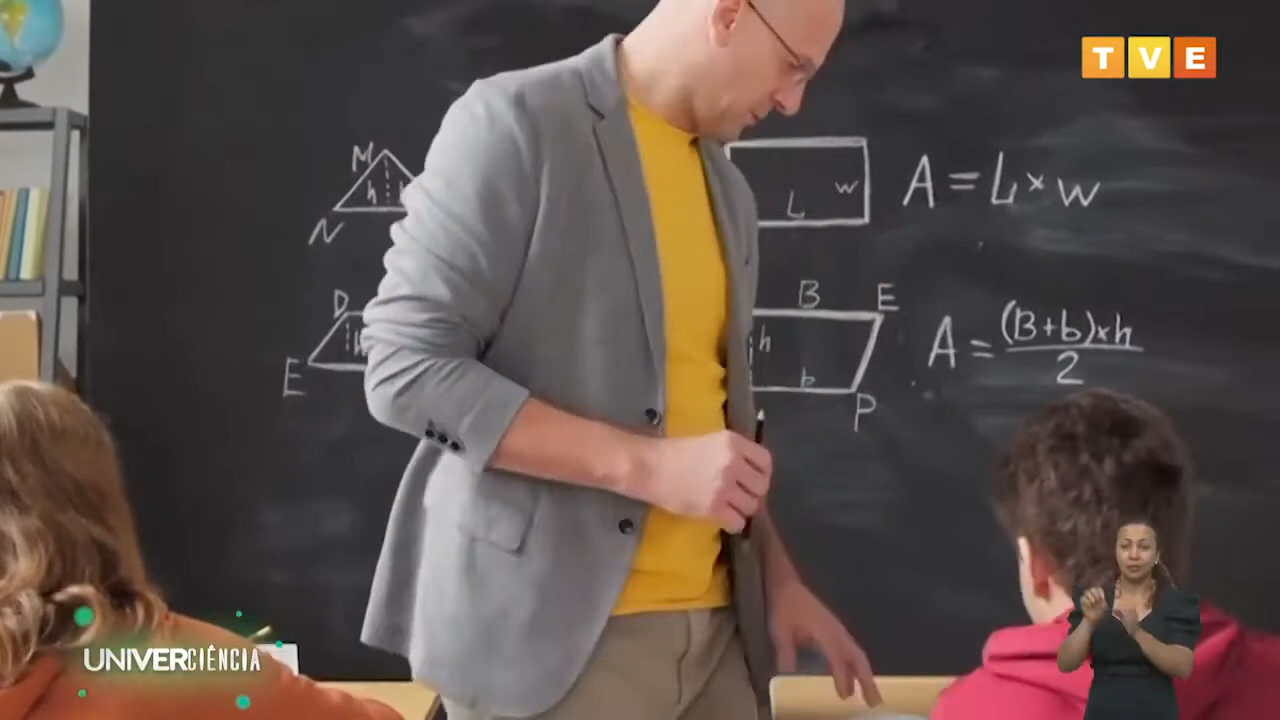 TVE
M
h
N
L
W
A = L × w
D
h
E
B
E
h
b
P
A = (B+b)×h
2
UNIVERCIÊNCIA